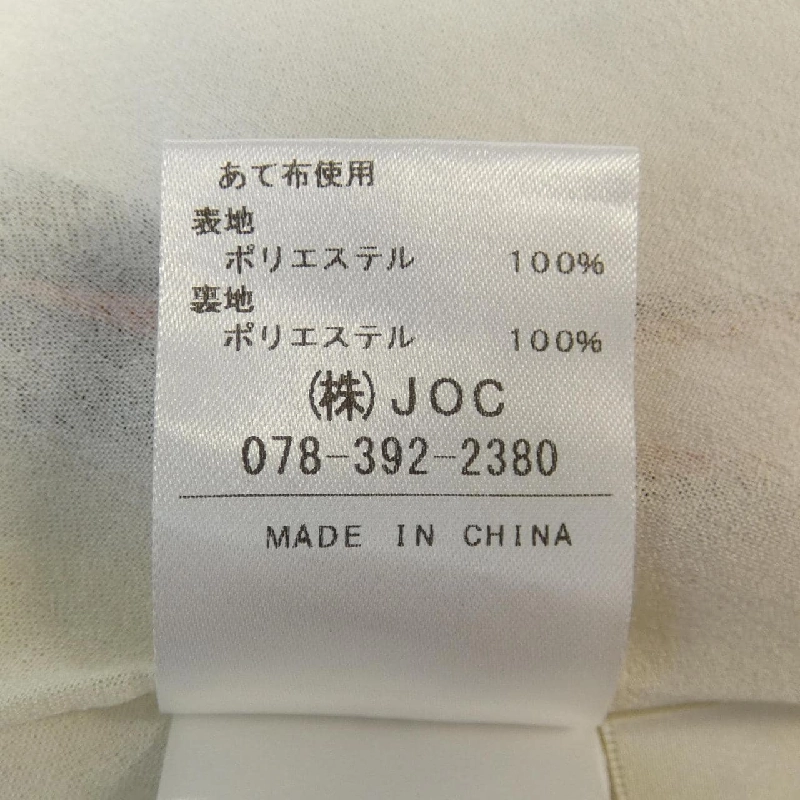 あて布使用
表地
ポリエステル 100%
裏地
ポリエステル 100%
(株)JOC
078-392-2380
MADE IN CHINA